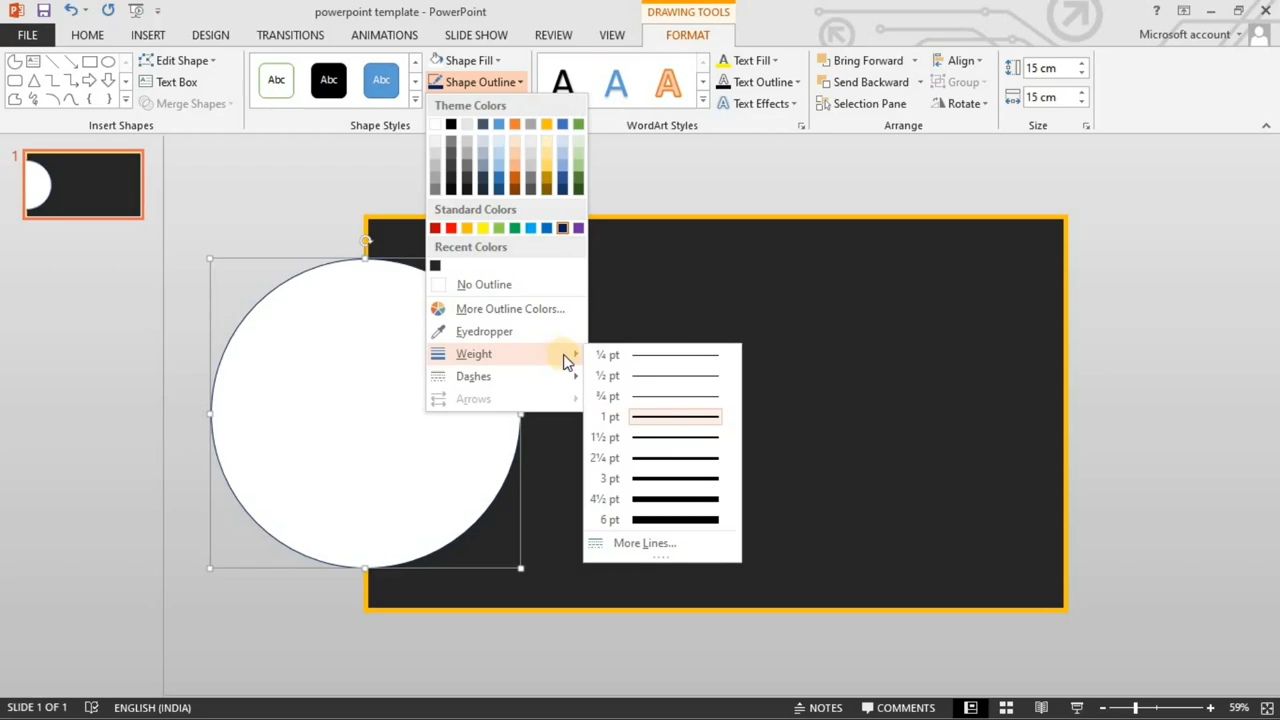 powerpoint template - PowerPoint
DRAWING TOOLS
?
FILE
HOME
INSERT
DESIGN
TRANSITIONS
ANIMATIONS
SLIDE SHOW
REVIEW
VIEW
FORMAT
Microsoft account
Edit Shape
Text Box
Merge Shapes
Insert Shapes
Abc
Abc
Abc
Shape Fill
Shape Outline
Shape Styles
A
A
A
Text Fill
Text Outline
Text Effects
WordArt Styles
Bring Forward
Send Backward
Selection Pane
Align
Group
Rotate
Arrange
15 cm
15 cm
Size
1
Theme Colors
Standard Colors
Recent Colors
No Outline
More Outline Colors...
Eyedropper
Weight
Dashes
Arrows
¼ pt
½ pt
¾ pt
1 pt
1½ pt
2¼ pt
3 pt
4½ pt
6 pt
More Lines...
SLIDE 1 OF 1
ENGLISH (INDIA)
NOTES
COMMENTS
59%